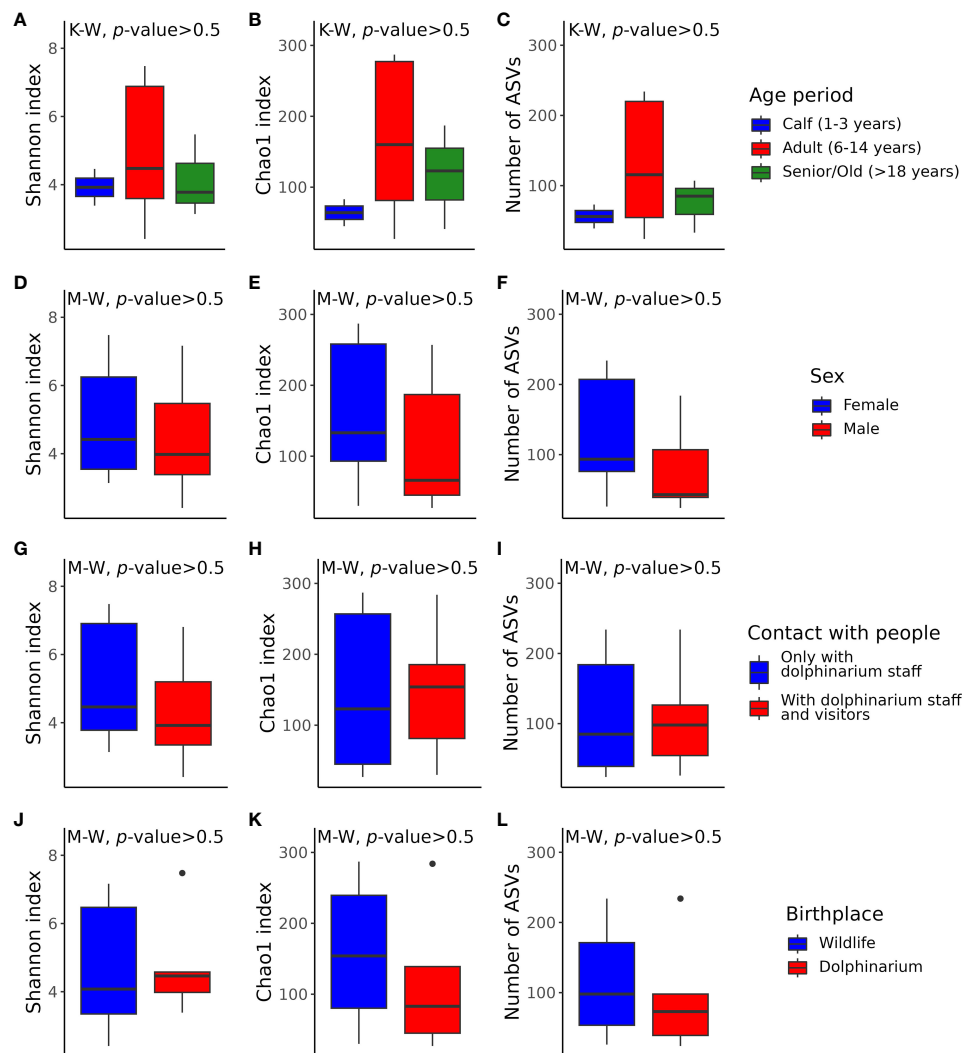 A
K-W, p-value>0.5
Shannon index
8
6
4
B
K-W, p-value>0.5
Chao1 index
300
200
100
C
K-W, p-value>0.5
Number of ASVs
300
200
100
Age period
Calf (1-3 years)
Adult (6-14 years)
Senior/Old (>18 years)
D
M-W, p-value>0.5
Shannon index
8
6
4
E
M-W, p-value>0.5
Chao1 index
300
200
100
F
M-W, p-value>0.5
Number of ASVs
300
200
100
Sex
Female
Male
G
M-W, p-value>0.5
Shannon index
8
6
4
H
M-W, p-value>0.5
Chao1 index
300
200
100
I
M-W, p-value>0.5
Number of ASVs
300
200
100
Contact with people
Only with
dolphinarium staff
With dolphinarium staff
and visitors
J
M-W, p-value>0.5
Shannon index
8
6
4
K
M-W, p-value>0.5
Chao1 index
300
200
100
L
M-W, p-value>0.5
Number of ASVs
300
200
100
Birthplace
Wildlife
Dolphinarium